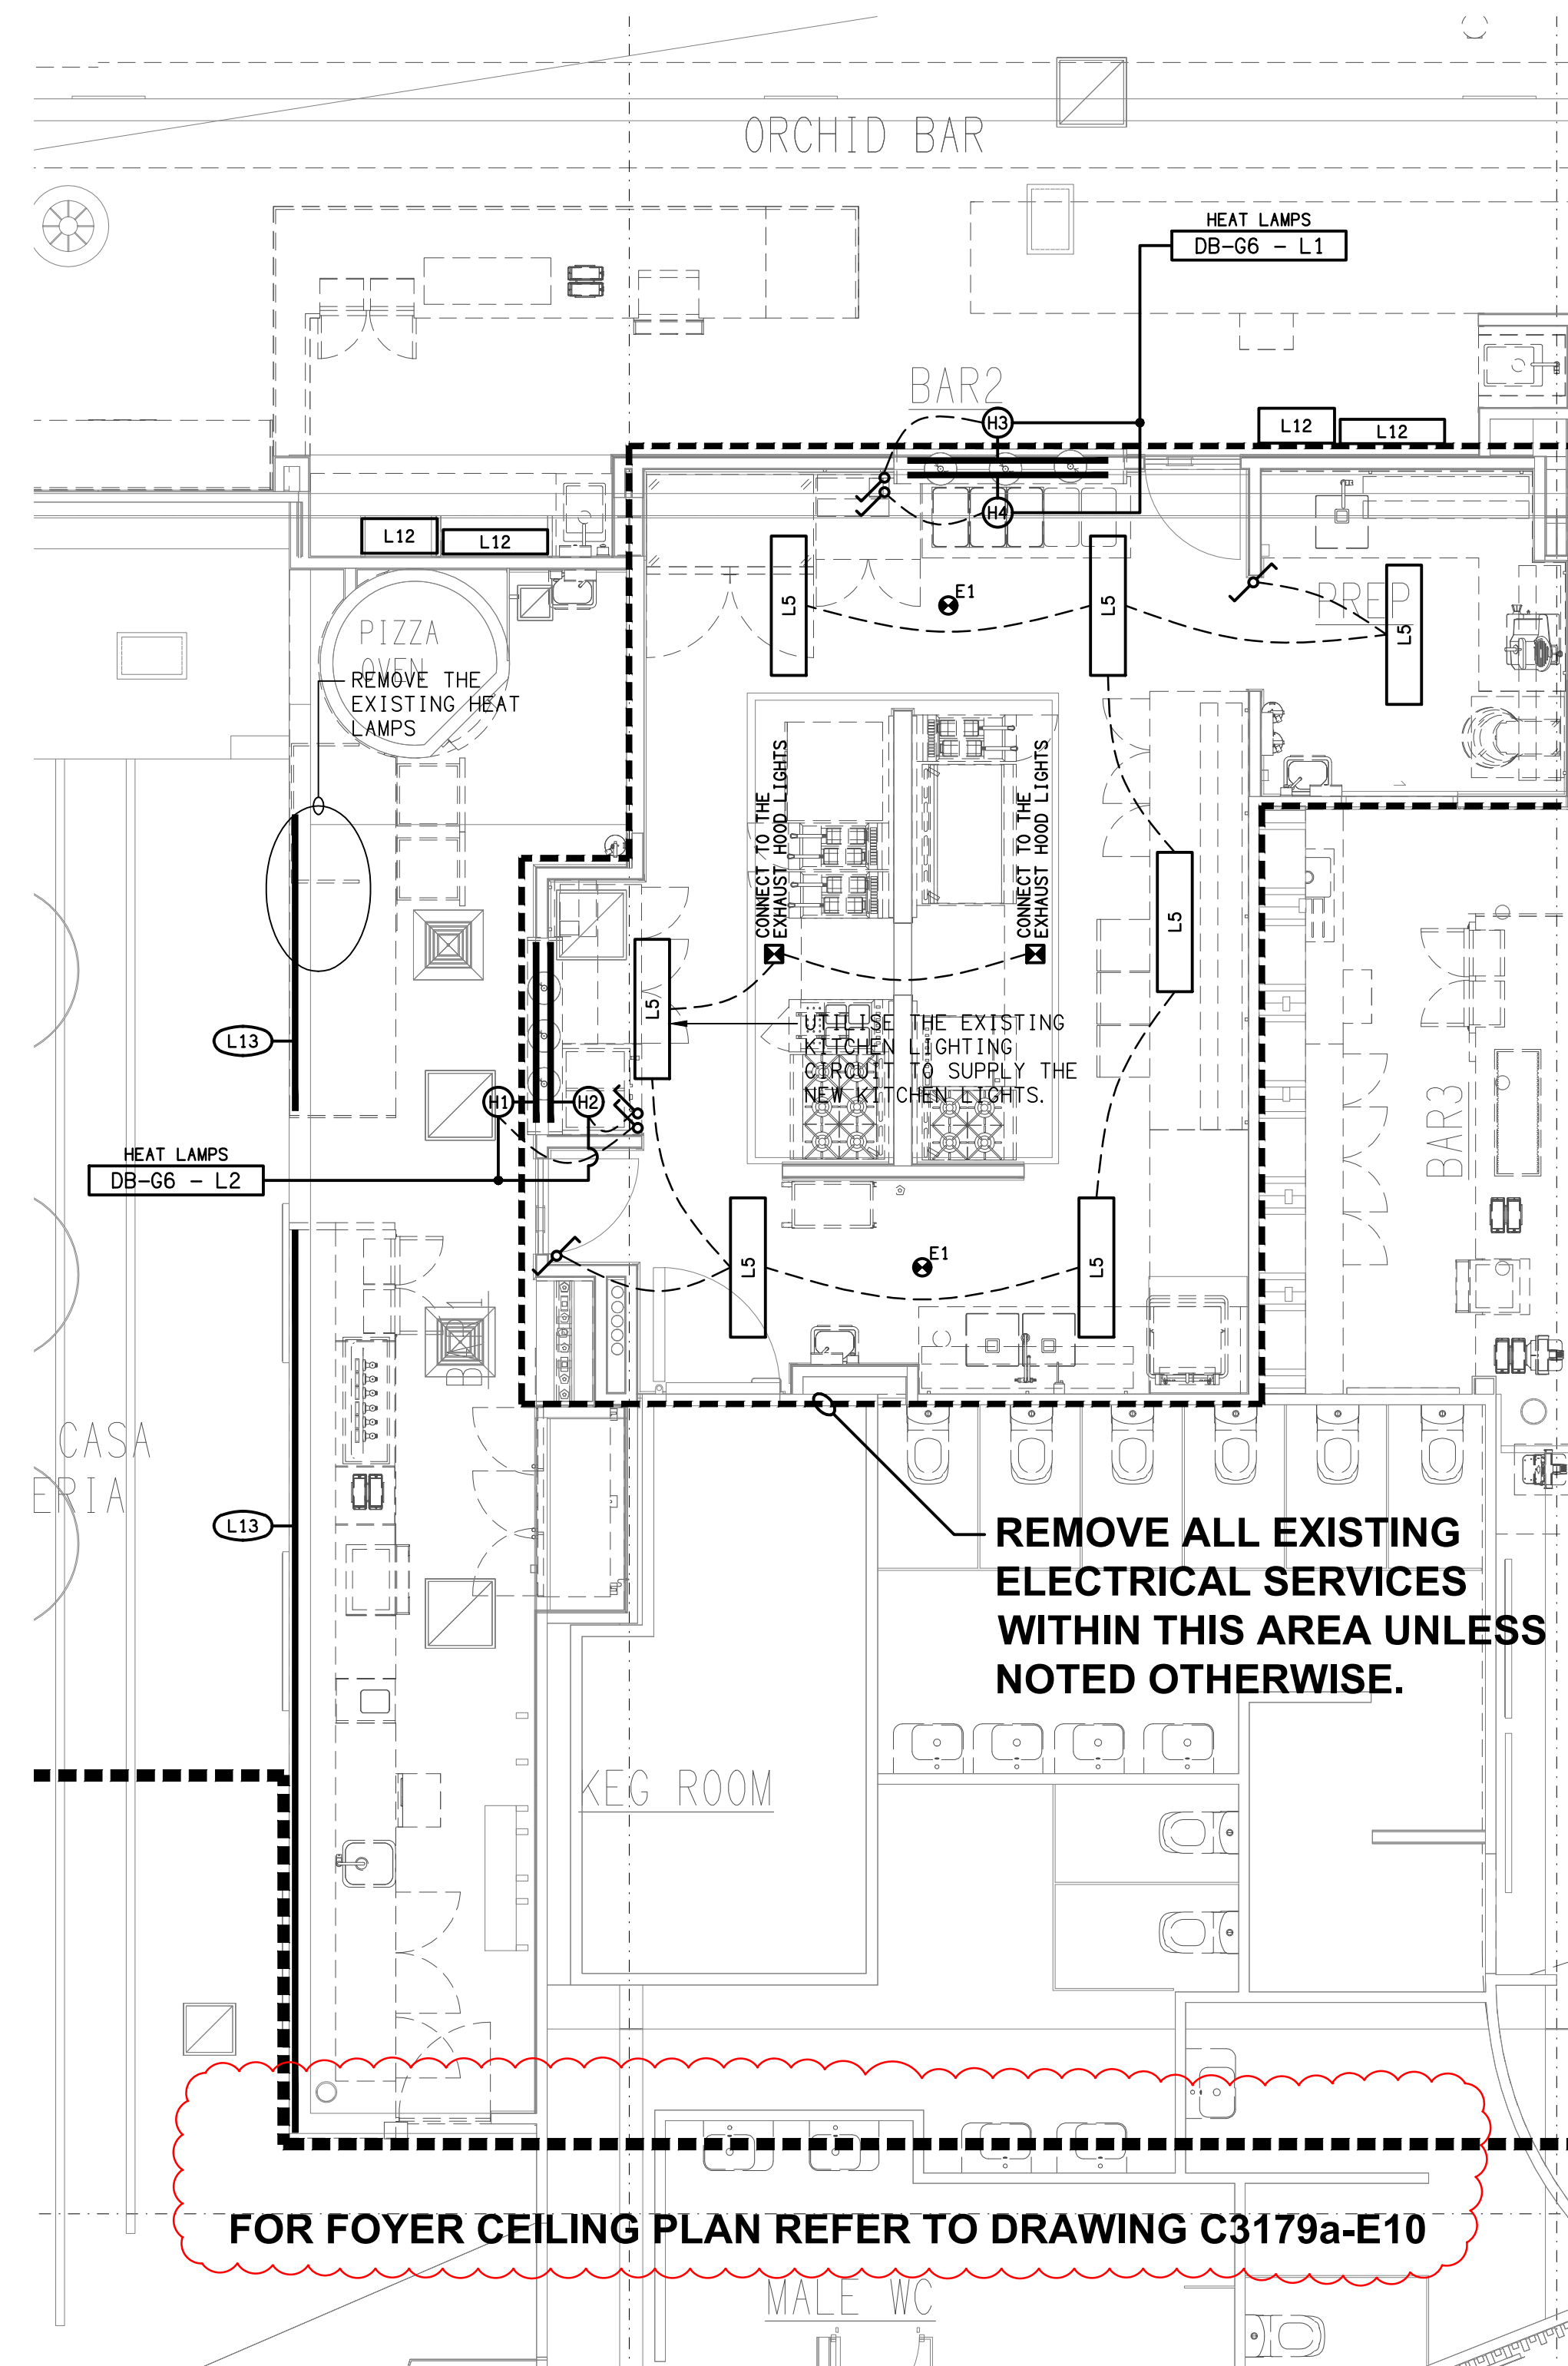 ORCHID BAR
HEAT LAMPS
DB-G6 - L1
BAR2
H3
L12
L12
H4
L12
L12
L5
E1
L5
PREP
L5
PIZZA
OVEN
REMOVE THE
EXISTING HEAT
LAMPS
CONNECT TO THE
EXHAUST HOOD LIGHTS
CONNECT TO THE
EXHAUST HOOD LIGHTS
L5
L5
L13
UTILISE THE EXISTING
KITCHEN LIGHTING
CIRCUIT TO SUPPLY THE
NEW KITCHEN LIGHTS.
H1
H2
BAR3
HEAT LAMPS
DB-G6 - L2
L5
E1
L5
CASA
ERIA
L13
REMOVE ALL EXISTING
ELECTRICAL SERVICES
WITHIN THIS AREA UNLESS
NOTED OTHERWISE.
KEG ROOM
FOR FOYER CEILING PLAN REFER TO DRAWING C3179a-E10
MALE WC